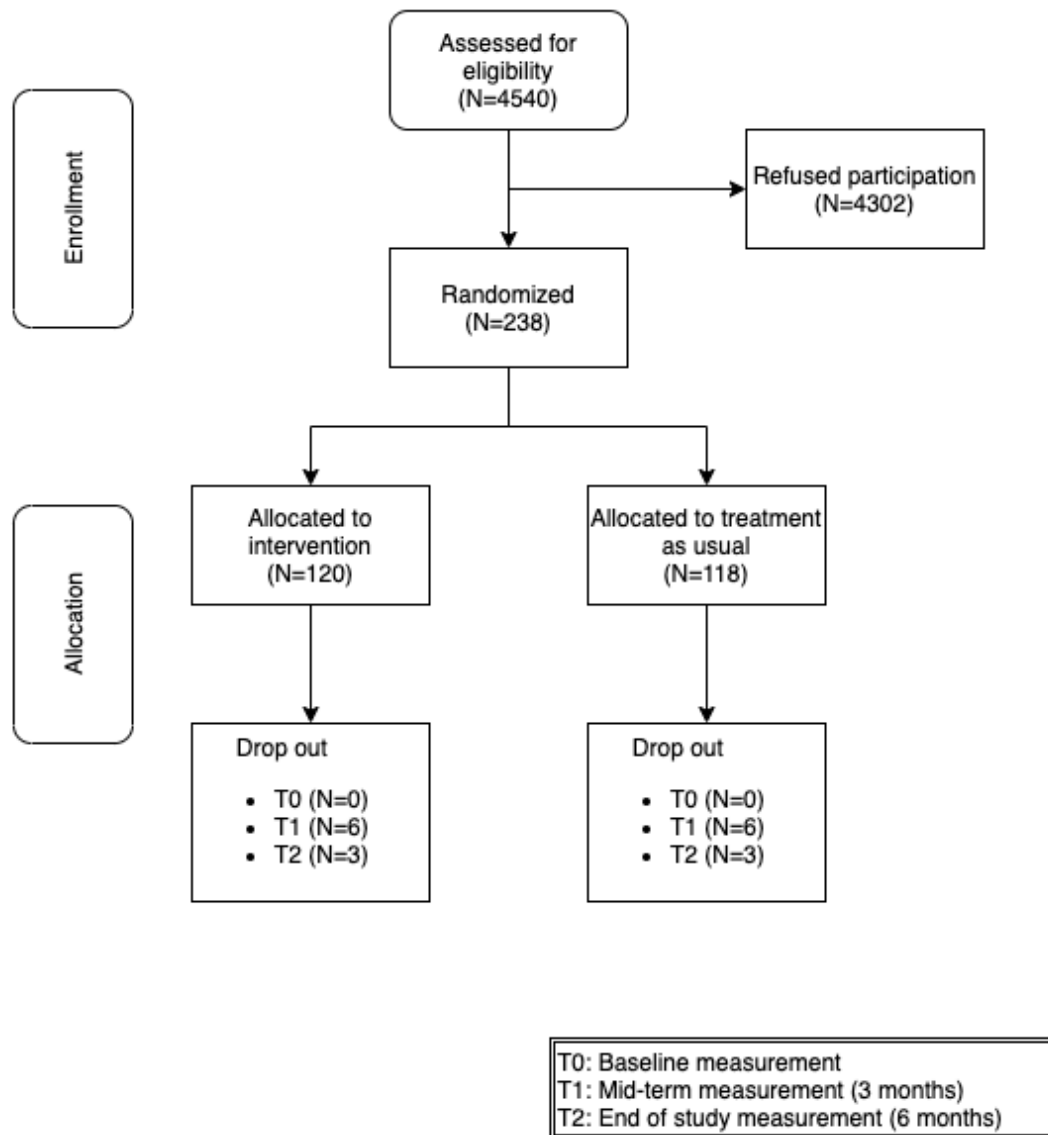 Assessed for
eligibility
(N=4540)
Enrollment
Refused participation
(N=4302)
Randomized
(N=238)
Allocation
Allocated to
intervention
(N=120)
Allocated to treatment
as usual
(N=118)
Drop out
• T0 (N=0)
• T1 (N=6)
• T2 (N=3)
Drop out
• T0 (N=0)
• T1 (N=6)
• T2 (N=3)
T0: Baseline measurement
T1: Mid-term measurement (3 months)
T2: End of study measurement (6 months)